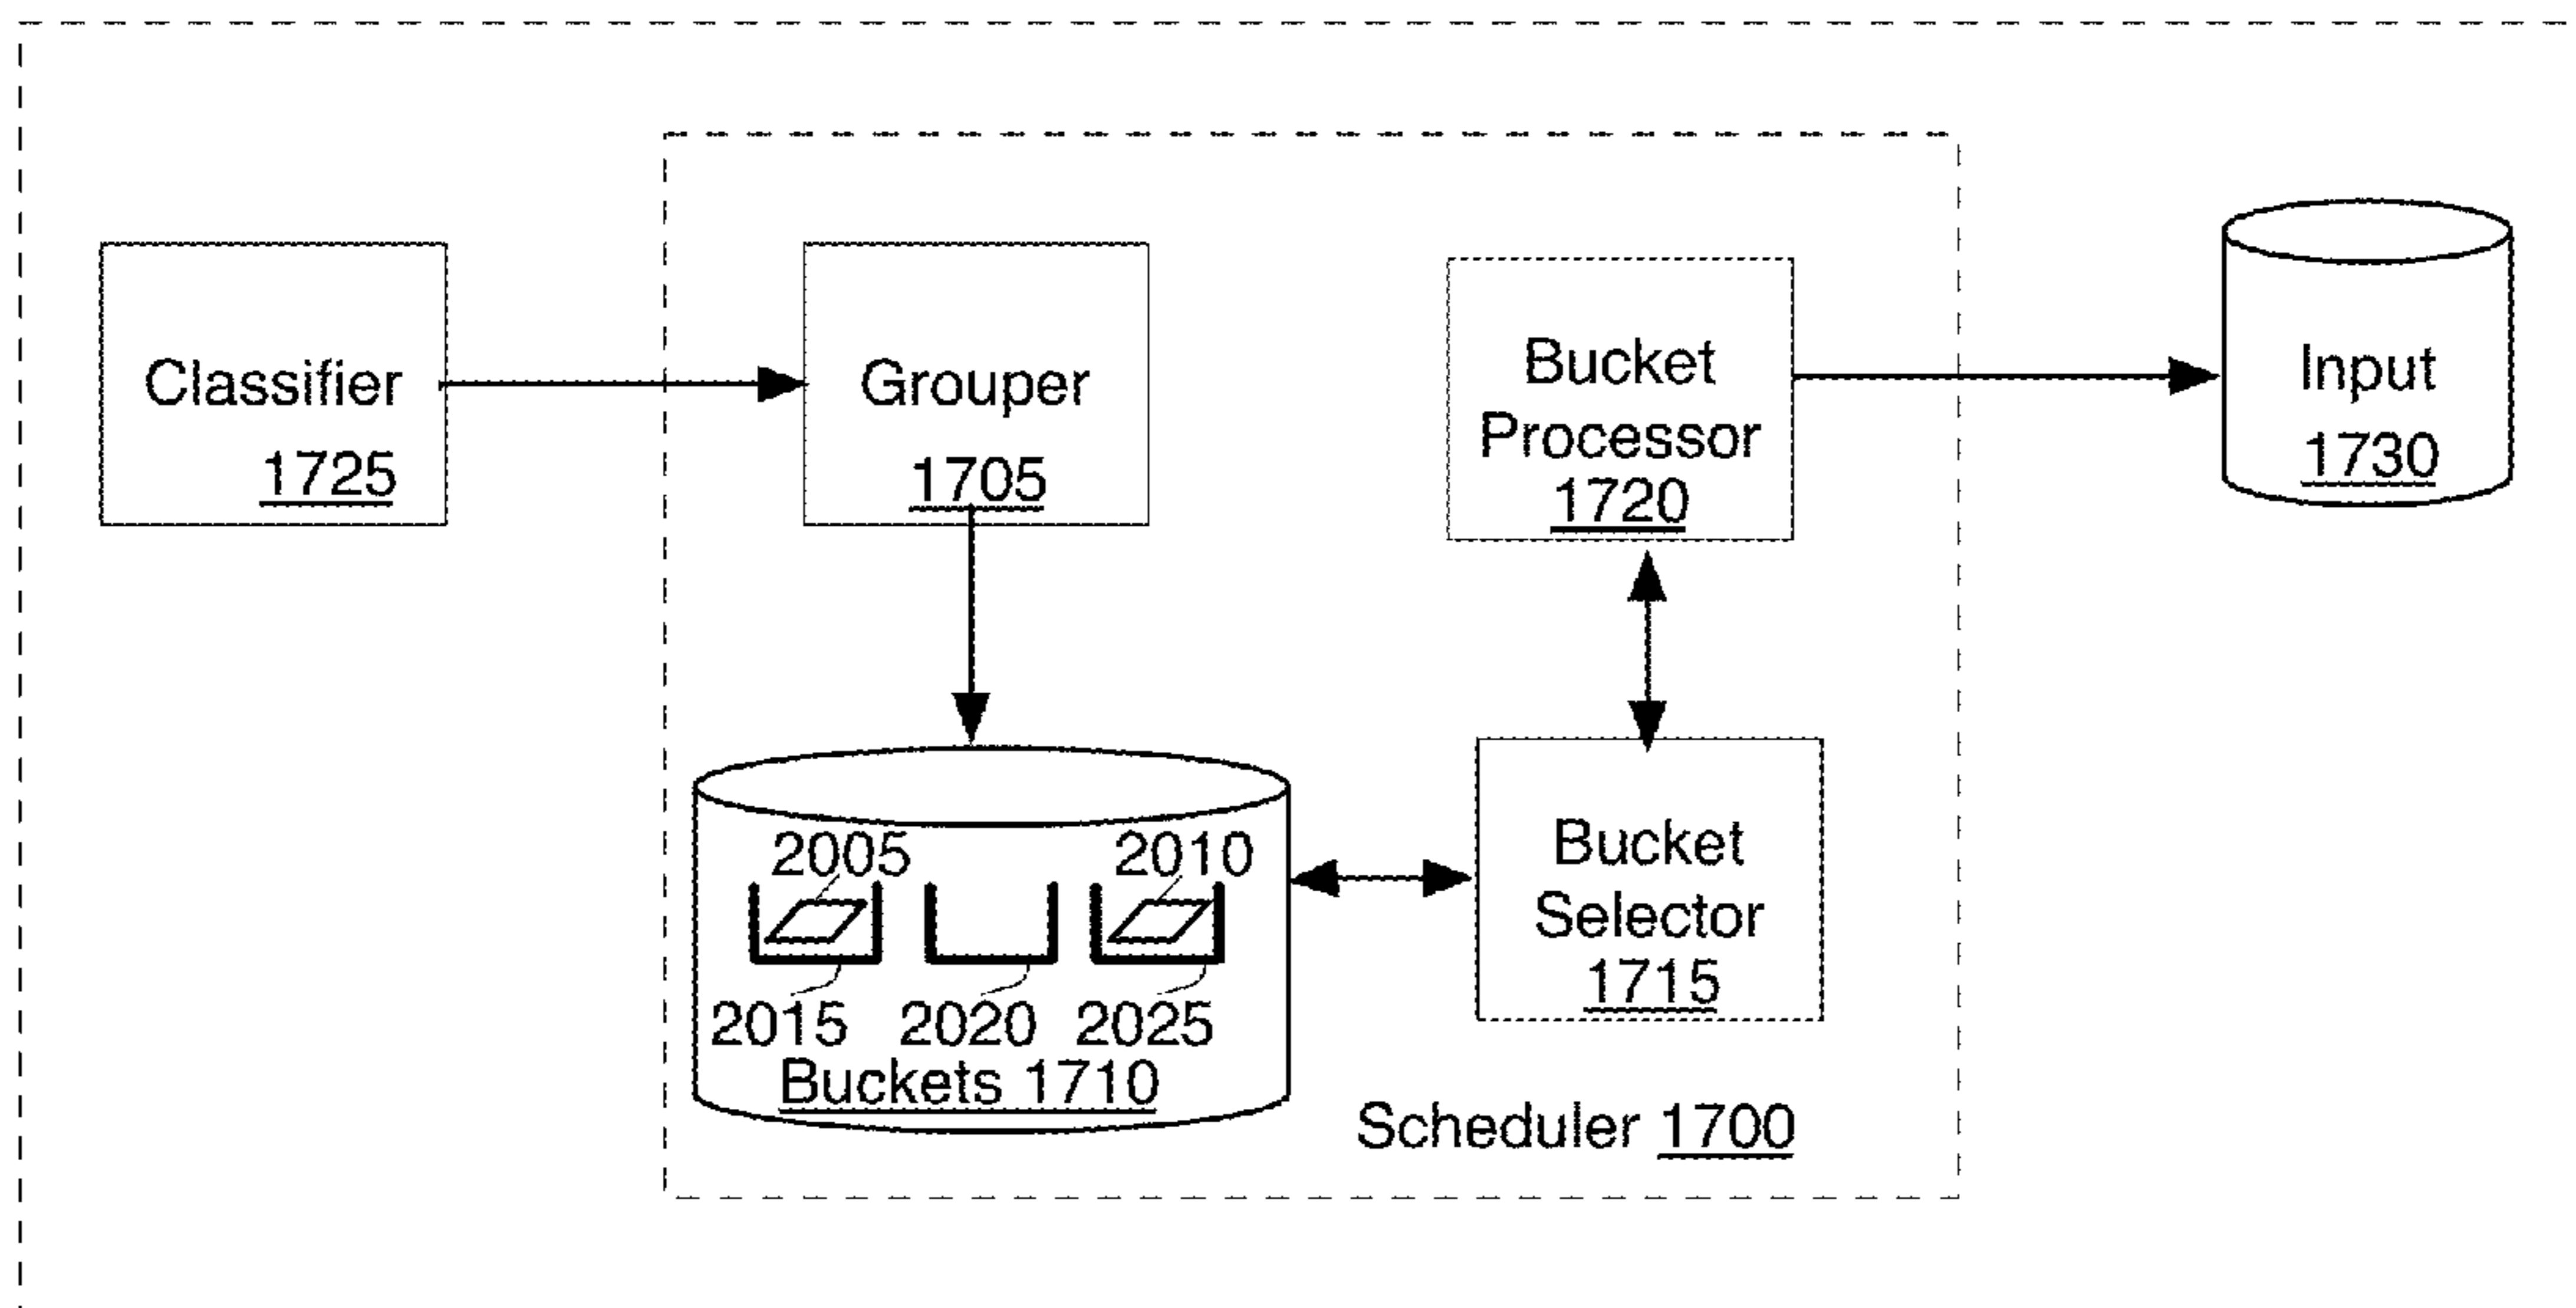 Classifier
1725
Grouper
1705
Bucket
Processor
1720
Input
1730
2005
2010
2015
2020
2025
Buckets 1710
Bucket
Selector
1715
Scheduler 1700